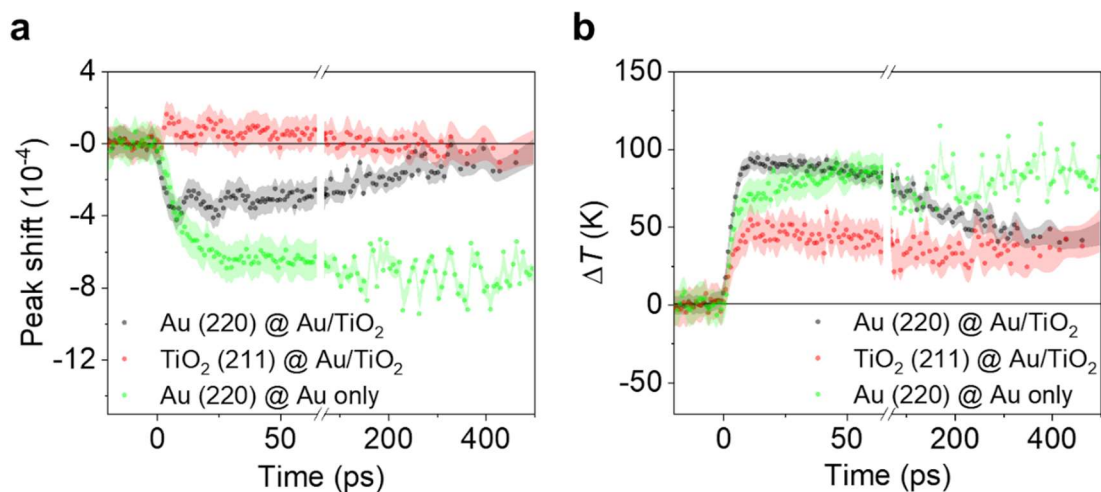 a
4
-0
-4
-8
-12
Peak shift (10⁻⁴)
Au (220) @ Au/TiO₂
TiO₂ (211) @ Au/TiO₂
Au (220) @ Au only
0 50 200 400
Time (ps)
b
150
100
50
0
-50
ΔT (K)
Au (220) @ Au/TiO₂
TiO₂ (211) @ Au/TiO₂
Au (220) @ Au only
0 50 200 400
Time (ps)